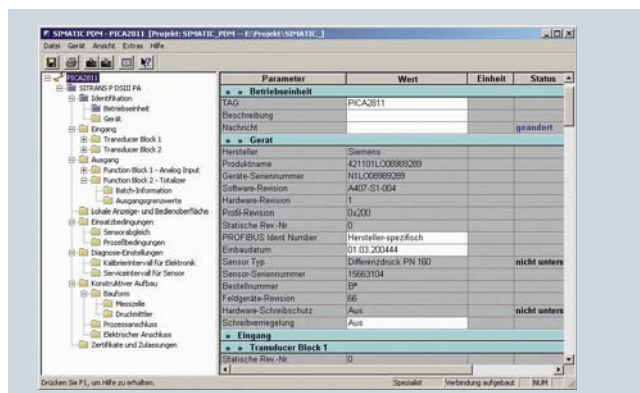 SIMATIC PDM - PICA2811 [Projekt: SIMATIC_PDM -- E:\Projekt\SIMATIC_]
Datei Gerät Ansicht Extras Hilfe
PICA2811
SITRANS P DSIII PA
Identifikation
Betriebseinheit
Gerät
Eingang
Transducer Block 1
Transducer Block 2
Ausgang
Function Block 1 - Analog Input
Function Block 2 - Totalizer
Batch-Information
Ausgangsgrenzwerte
Lokale Anzeige- und Bedienoberfläche
Einsatzbedingungen
Sensorabgleich
Prozeßbedingungen
Diagnose-Einstellungen
Kalibrierintervall für Elektronik
Serviceintervall für Sensor
Konstruktiver Aufbau
Bauform
Messzelle
Druckmittler
Prozessanschluss
Elektrischer Anschluss
Zertifikate und Zulassungen
Parameter Wert Einheit Status
» » Betriebseinheit
TAG PICA2811
Beschreibung
Nachricht geändert
» » Gerät
Hersteller Siemens
Produktname 421101LO08989289
Geräte-Seriennummer N1LO08989289
Software-Revision A407-S1-004
Hardware-Revision 1
Profil-Revision 0x200
Statische Rev.-Nr. 0
PROFIBUS Ident Number Hersteller-spezifisch
Einbaudatum 01.03.200444
Sensor Typ Differenzdruck PN 160 nicht unters
Sensor-Seriennummer 15663104
Bestellnummer B*
Feldgeräte-Revision 66
Hardware-Schreibschutz Aus nicht unters
Schreibverriegelung Aus
» Eingang
» » Transducer Block 1
Statische Rev.-Nr. 0
Drücken Sie F1, um Hilfe zu erhalten. Spezialist Verbindung aufgebaut NUM